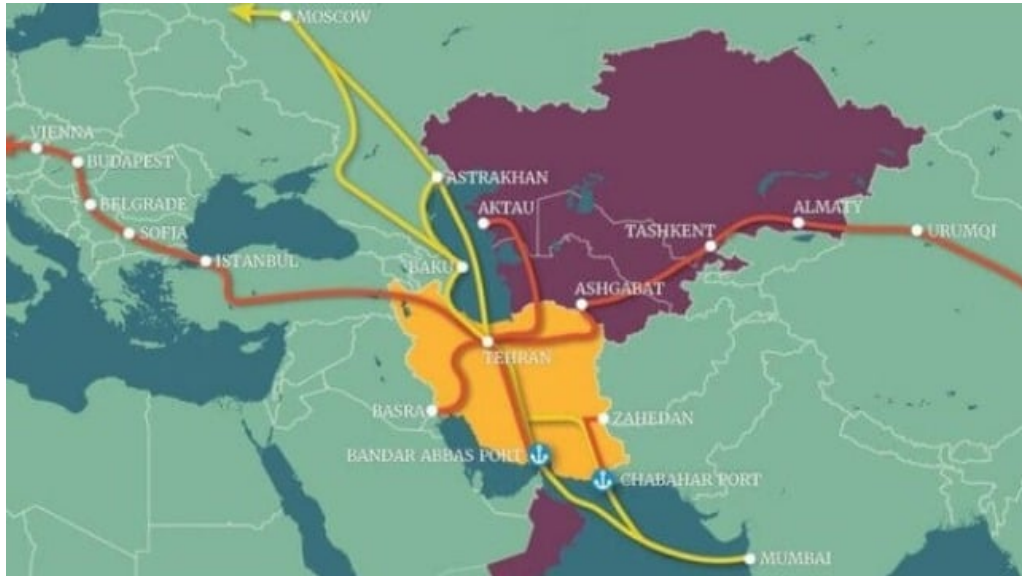 MOSCOW
VIENNA
BUDAPEST
ASTRAKHAN
BELGRADE
AKTAU
ALMATY
SOFIA
TASHKENT
URUMQI
ISTANBUL
BAKU
ASHGABAT
TEHRAN
BASRA
ZAHEDAN
BANDAR ABBAS PORT
CHABAHAR PORT
MUMBAI